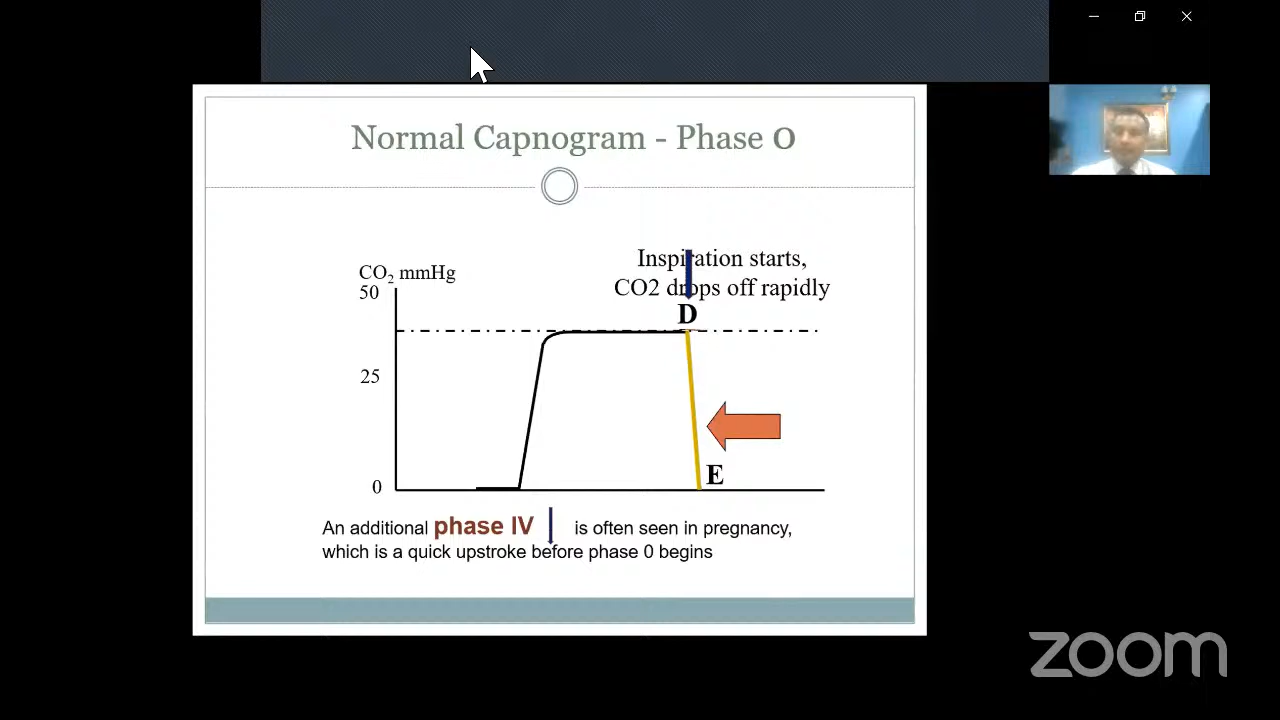 Normal Capnogram - Phase 0
Inspiration starts,
CO2 drops off rapidly
CO2 mmHg
50
D
25
E
0
An additional phase IV is often seen in pregnancy,
which is a quick upstroke before phase 0 begins
zoom